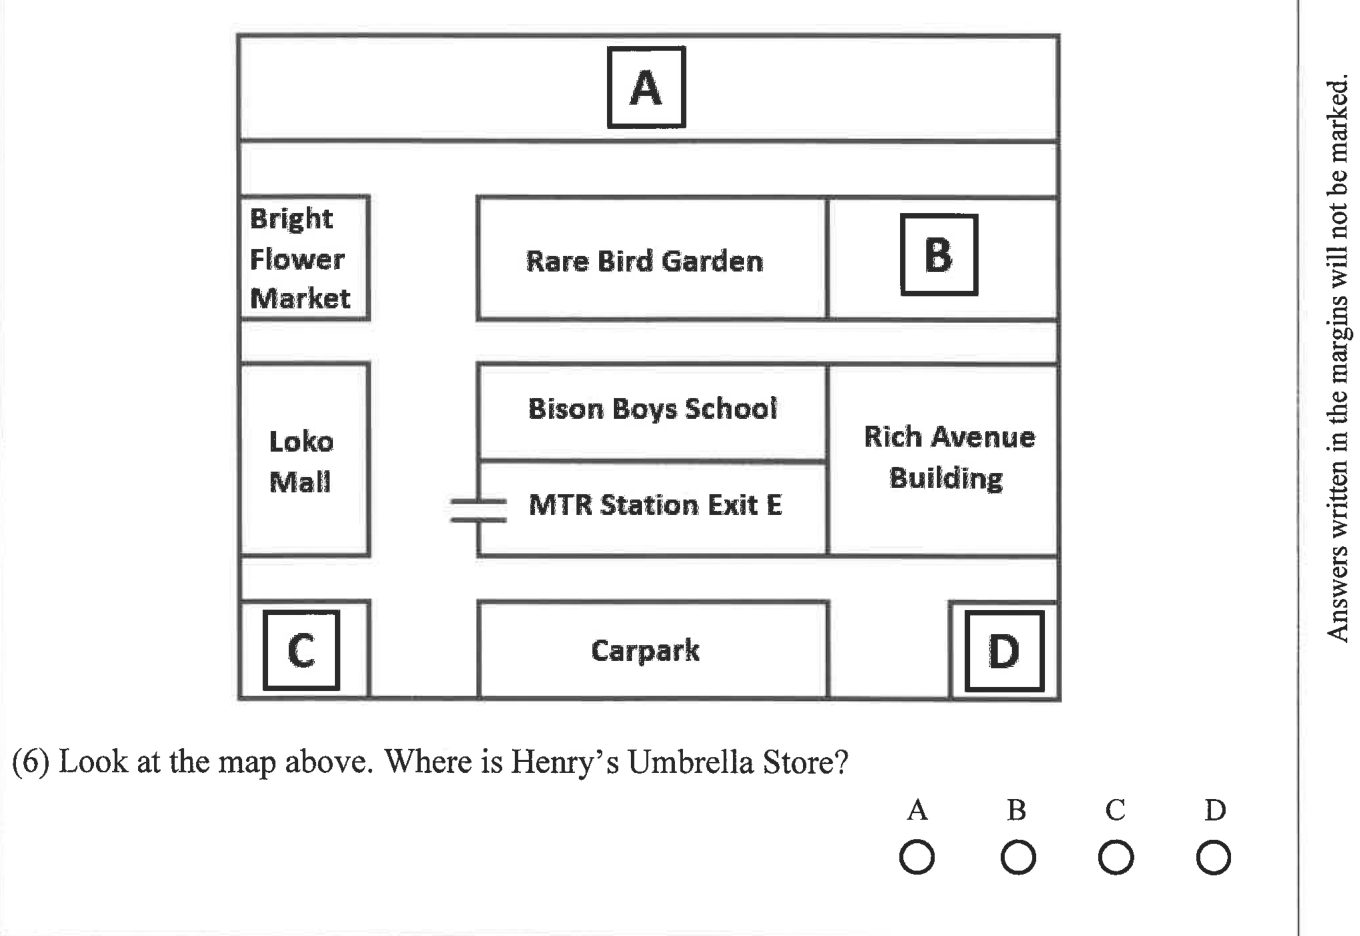 A
Bright
Flower
Market
Rare Bird Garden
B
Loko
Mall
Bison Boys School
Rich Avenue
Building
MTR Station Exit E
C
Carpark
D
(6) Look at the map above. Where is Henry's Umbrella Store?
A B C D
Answers written in the margins will not be marked.